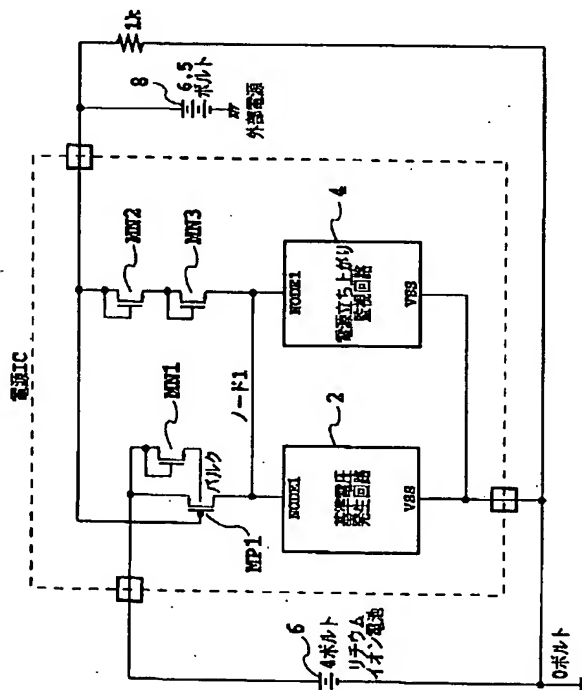 電源IC
1k
8
6.5
ボルト
外部電源
MN2
MN3
MN1
バルク
MP1
ノード1
4
NODE1
電源立ち上がり
監視回路
VSS
2
NODE1
基準電圧
発生回路
VSS
6
4ボルト
リチウム
イオン電池
0ボルト